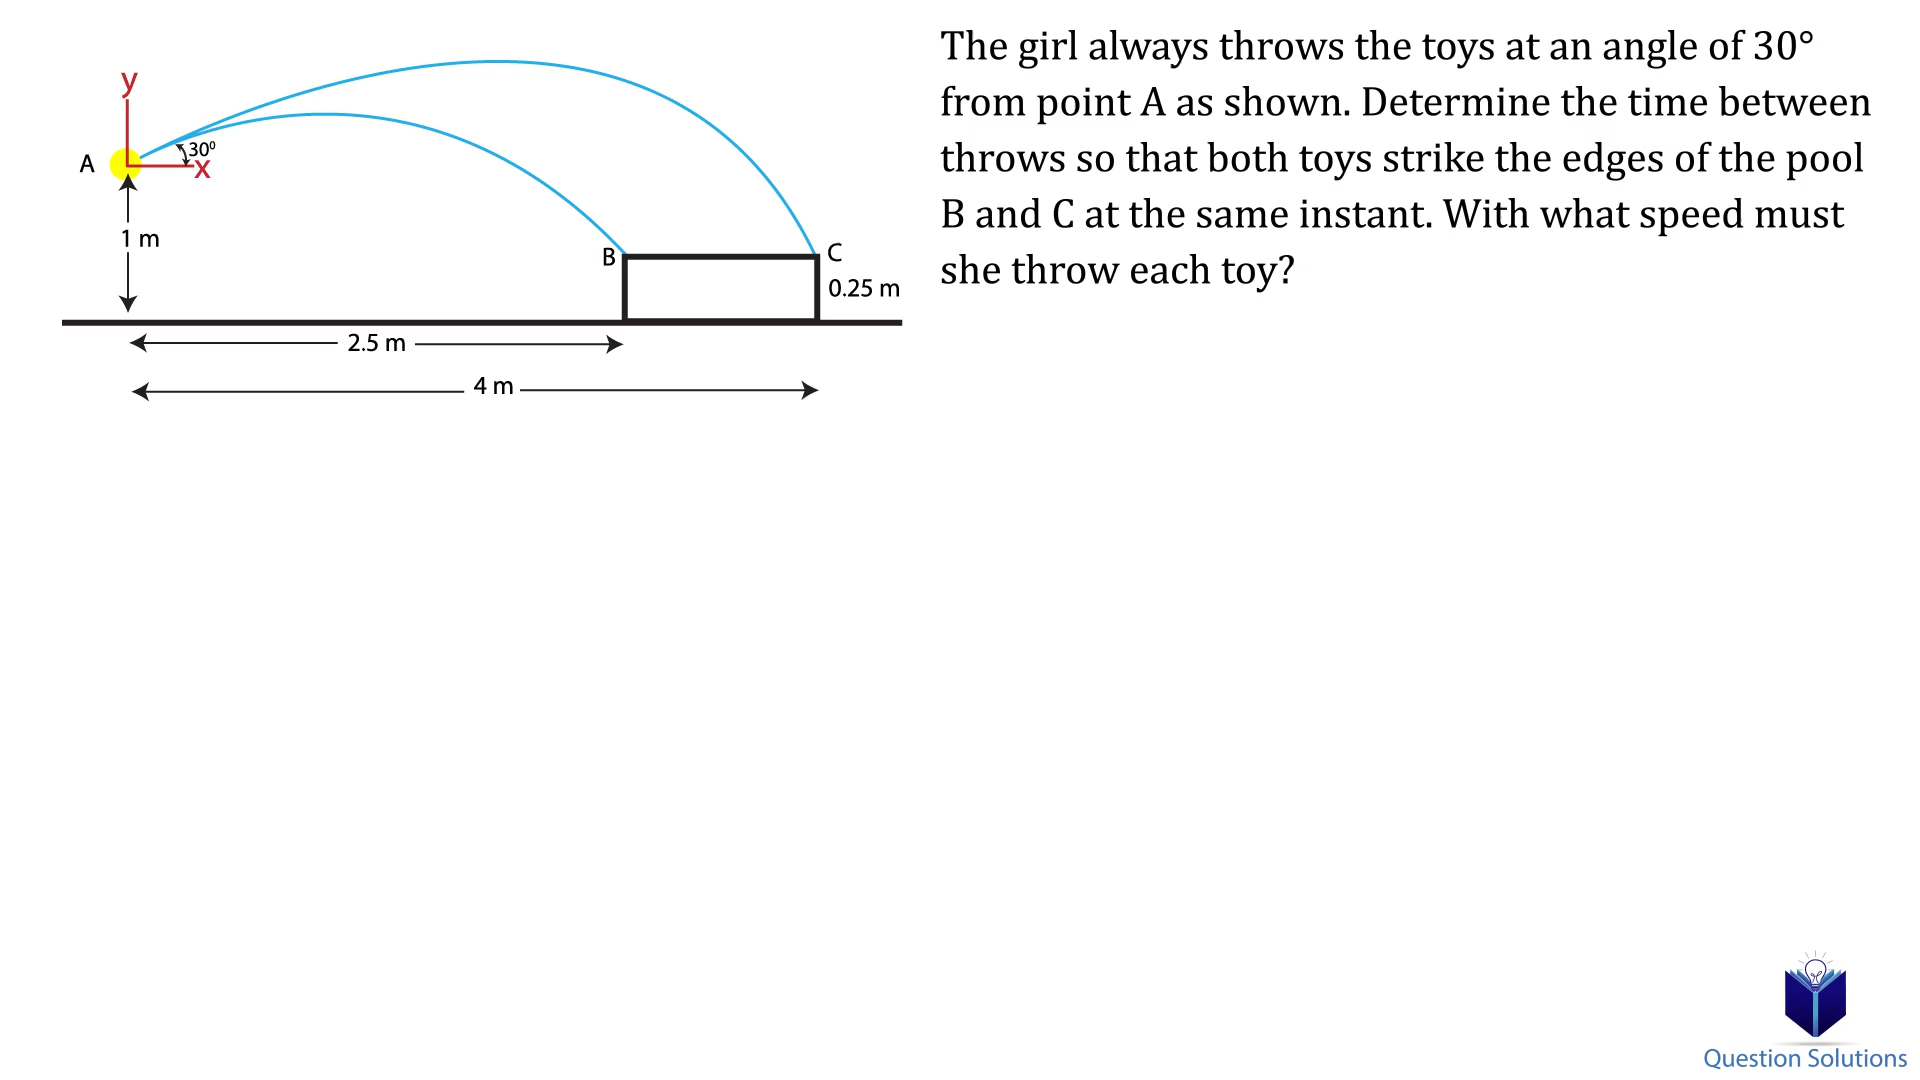 The girl always throws the toys at an angle of 30°
from point A as shown. Determine the time between
throws so that both toys strike the edges of the pool
B and C at the same instant. With what speed must
she throw each toy?
y
A
30⁰
x
1 m
B
C
0.25 m
2.5 m
4 m
Question Solutions